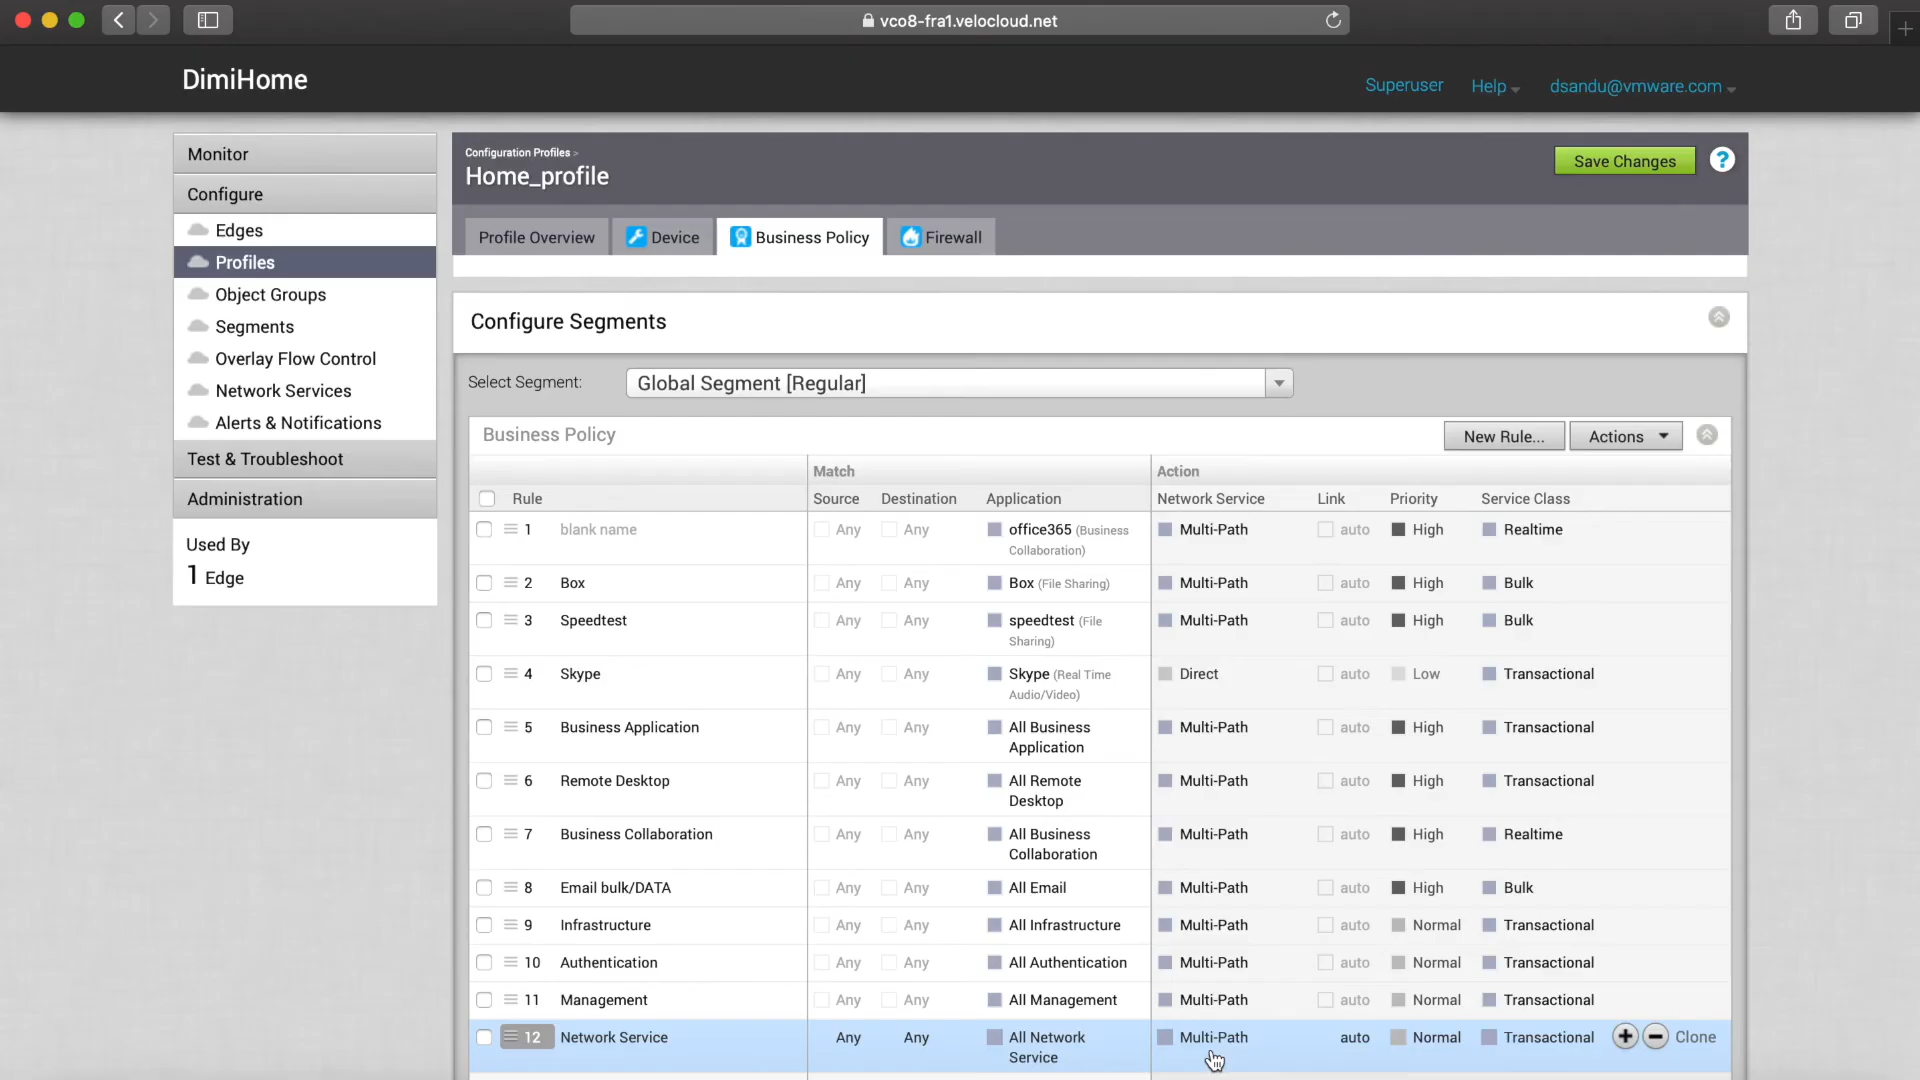 vco8-fra1.velocloud.net
DimiHome
Superuser
Help
dsandu@vmware.com
Monitor
Configure
Edges
Profiles
Object Groups
Segments
Overlay Flow Control
Network Services
Alerts & Notifications
Test & Troubleshoot
Administration
Used By
1 Edge
Configuration Profiles >
Home_profile
Save Changes
?
Profile Overview
Device
Business Policy
Firewall
Configure Segments
Select Segment:
Global Segment [Regular]
Business Policy
New Rule...
Actions
Match
Action
Rule Source Destination Application Network Service Link Priority Service Class
1 blank name Any Any office365 (Business Multi-Path auto High Realtime
Collaboration)
2 Box Any Any Box (File Sharing) Multi-Path auto High Bulk
3 Speedtest Any Any speedtest (File Multi-Path auto High Bulk
Sharing)
4 Skype Any Any Skype (Real Time Direct auto Low Transactional
Audio/Video)
5 Business Application Any Any All Business Multi-Path auto High Transactional
Application
6 Remote Desktop Any Any All Remote Multi-Path auto High Transactional
Desktop
7 Business Collaboration Any Any All Business Multi-Path auto High Realtime
Collaboration
8 Email bulk/DATA Any Any All Email Multi-Path auto High Bulk
9 Infrastructure Any Any All Infrastructure Multi-Path auto Normal Transactional
10 Authentication Any Any All Authentication Multi-Path auto Normal Transactional
11 Management Any Any All Management Multi-Path auto Normal Transactional
12 Network Service Any Any All Network Multi-Path auto Normal Transactional Clone
Service